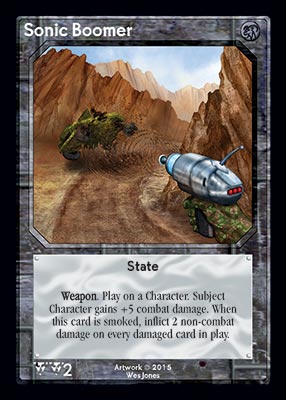 Sonic Boomer
State
Weapon. Play on a Character. Subject
Character gains +5 combat damage. When
this card is smoked, inflict 2 non-combat
damage on every damaged card in play.
2
Artwork © 2015
Wes Jones